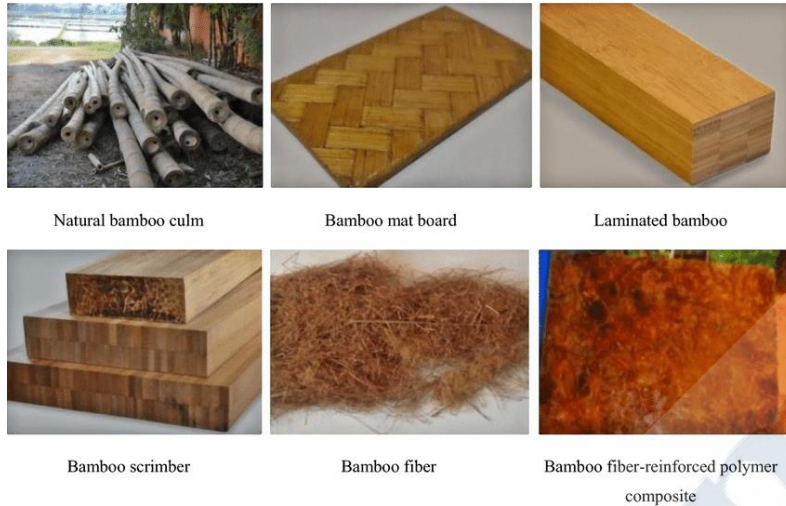 Natural bamboo culm
Bamboo mat board
Laminated bamboo
Bamboo scrimber
Bamboo fiber
Bamboo fiber-reinforced polymer
composite